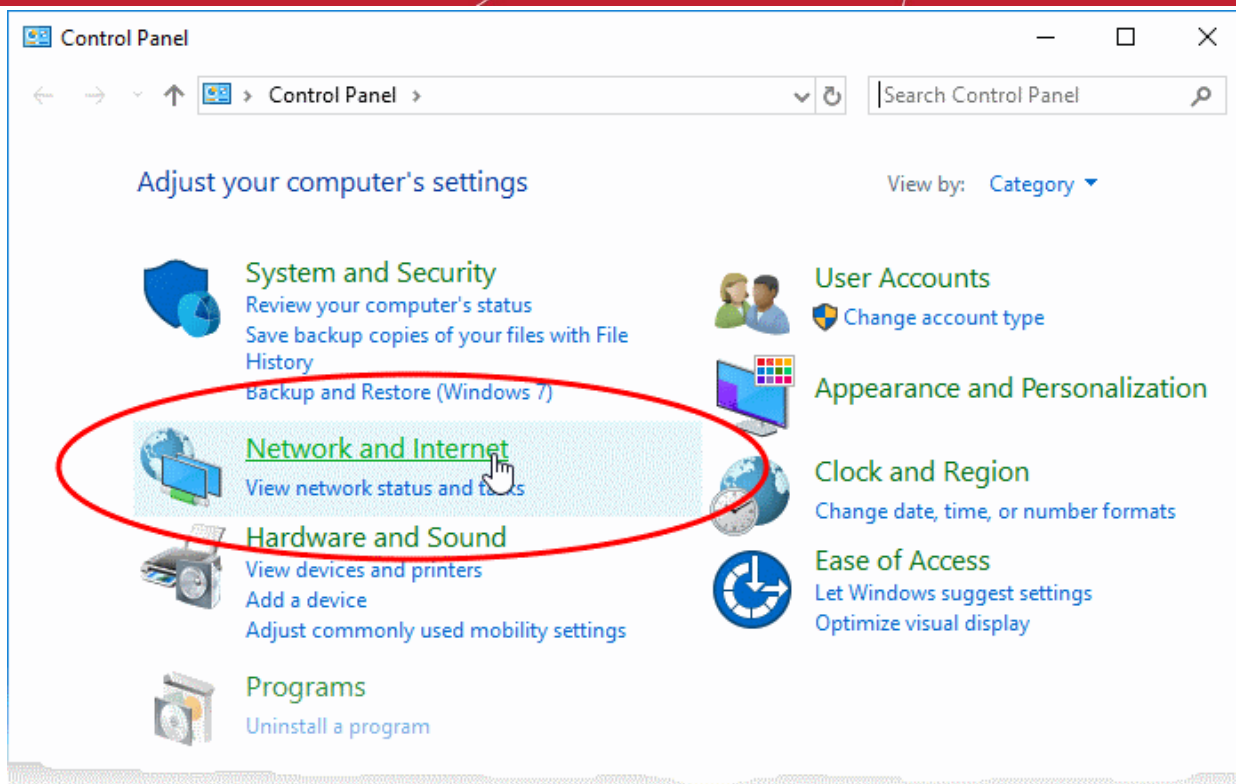 Control Panel
Control Panel
Search Control Panel
Adjust your computer's settings
View by: Category
System and Security
Review your computer's status
Save backup copies of your files with File
History
Backup and Restore (Windows 7)
Network and Internet
View network status and tasks
Hardware and Sound
View devices and printers
Add a device
Adjust commonly used mobility settings
Programs
Uninstall a program
User Accounts
Change account type
Appearance and Personalization
Clock and Region
Change date, time, or number formats
Ease of Access
Let Windows suggest settings
Optimize visual display